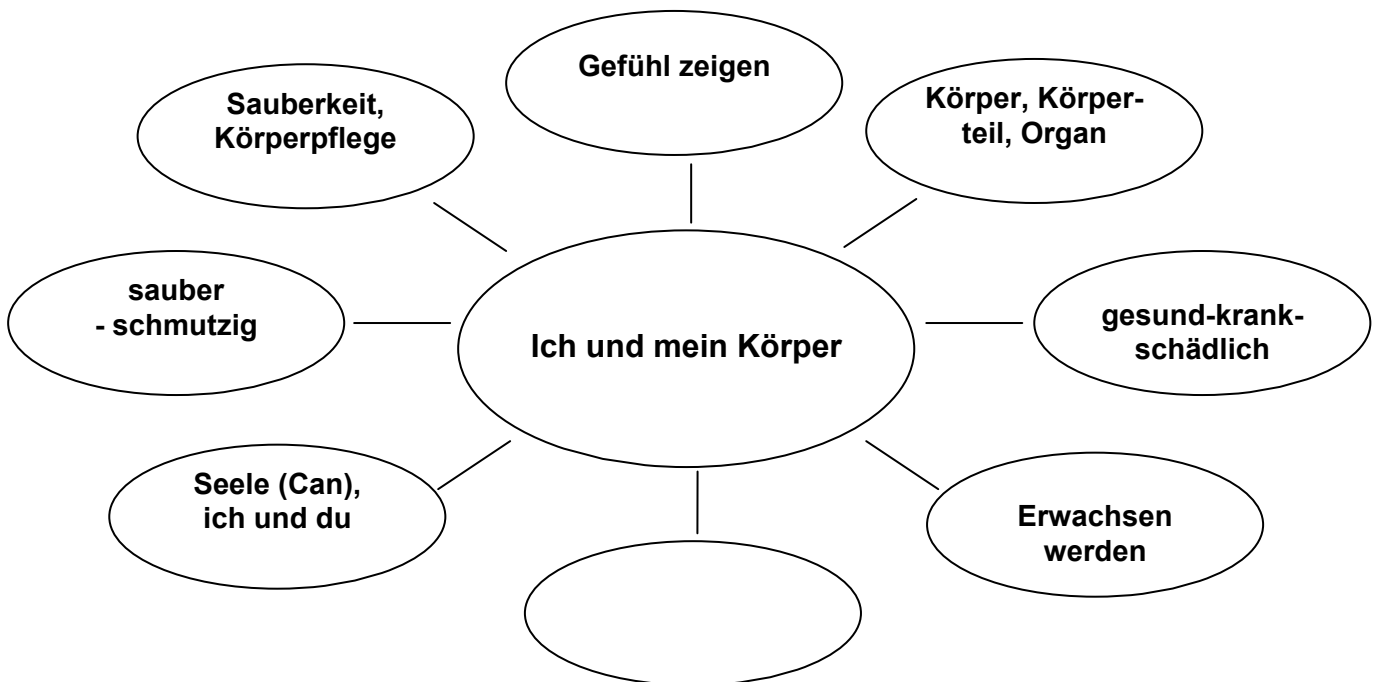 Gefühl zeigen
Sauberkeit,
Körperpflege
Körper, Körper-
teil, Organ
sauber
- schmutzig
Ich und mein Körper
gesund-krank-
schädlich
Seele (Can),
ich und du
Erwachsen
werden